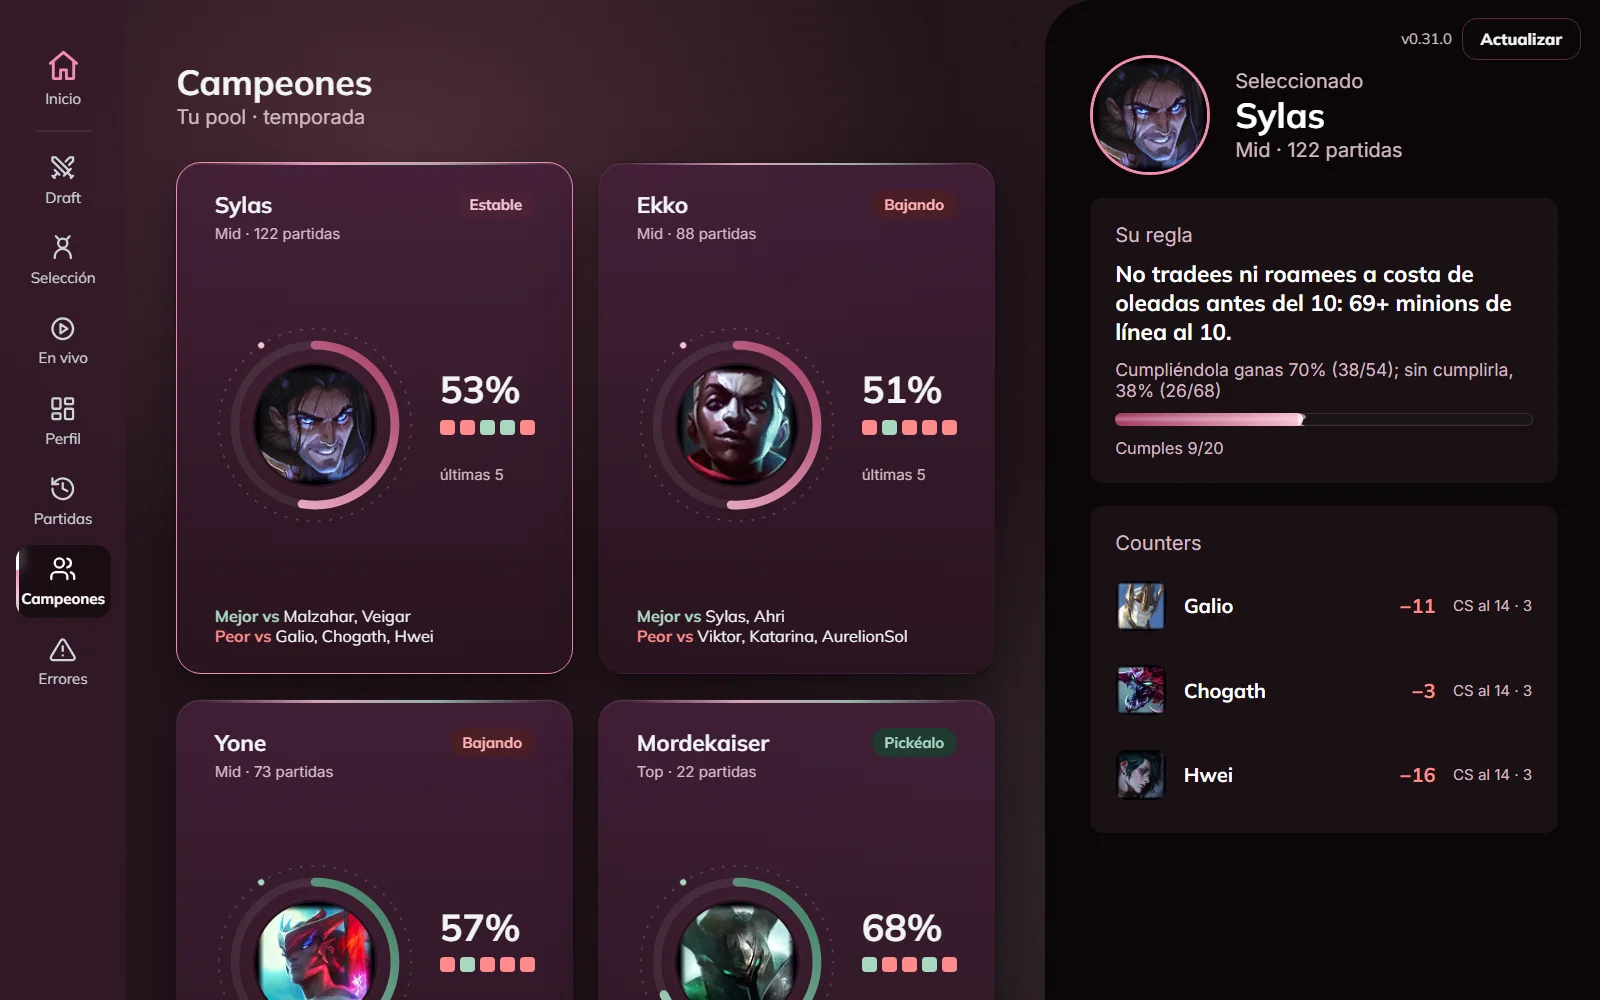 Inicio
Draft
Selección
En vivo
Perfil
Partidas
Campeones
Errores
Campeones
Tu pool · temporada
Sylas
Estable
Mid · 122 partidas
53%
últimas 5
Mejor vs Malzahar, Veigar
Peor vs Galio, Chogath, Hwei
Ekko
Bajando
Mid · 88 partidas
51%
últimas 5
Mejor vs Sylas, Ahri
Peor vs Viktor, Katarina, AurelionSol
Yone
Bajando
Mid · 73 partidas
57%
Mordekaiser
Pickéalo
Top · 22 partidas
68%
v0.31.0
Actualizar
Seleccionado
Sylas
Mid · 122 partidas
Su regla
No tradees ni roamees a costa de
oleadas antes del 10: 69+ minions de
línea al 10.
Cumpliéndola ganas 70% (38/54); sin cumplirla,
38% (26/68)
Cumples 9/20
Counters
Galio
−11
CS al 14 · 3
Chogath
−3
CS al 14 · 3
Hwei
−16
CS al 14 · 3